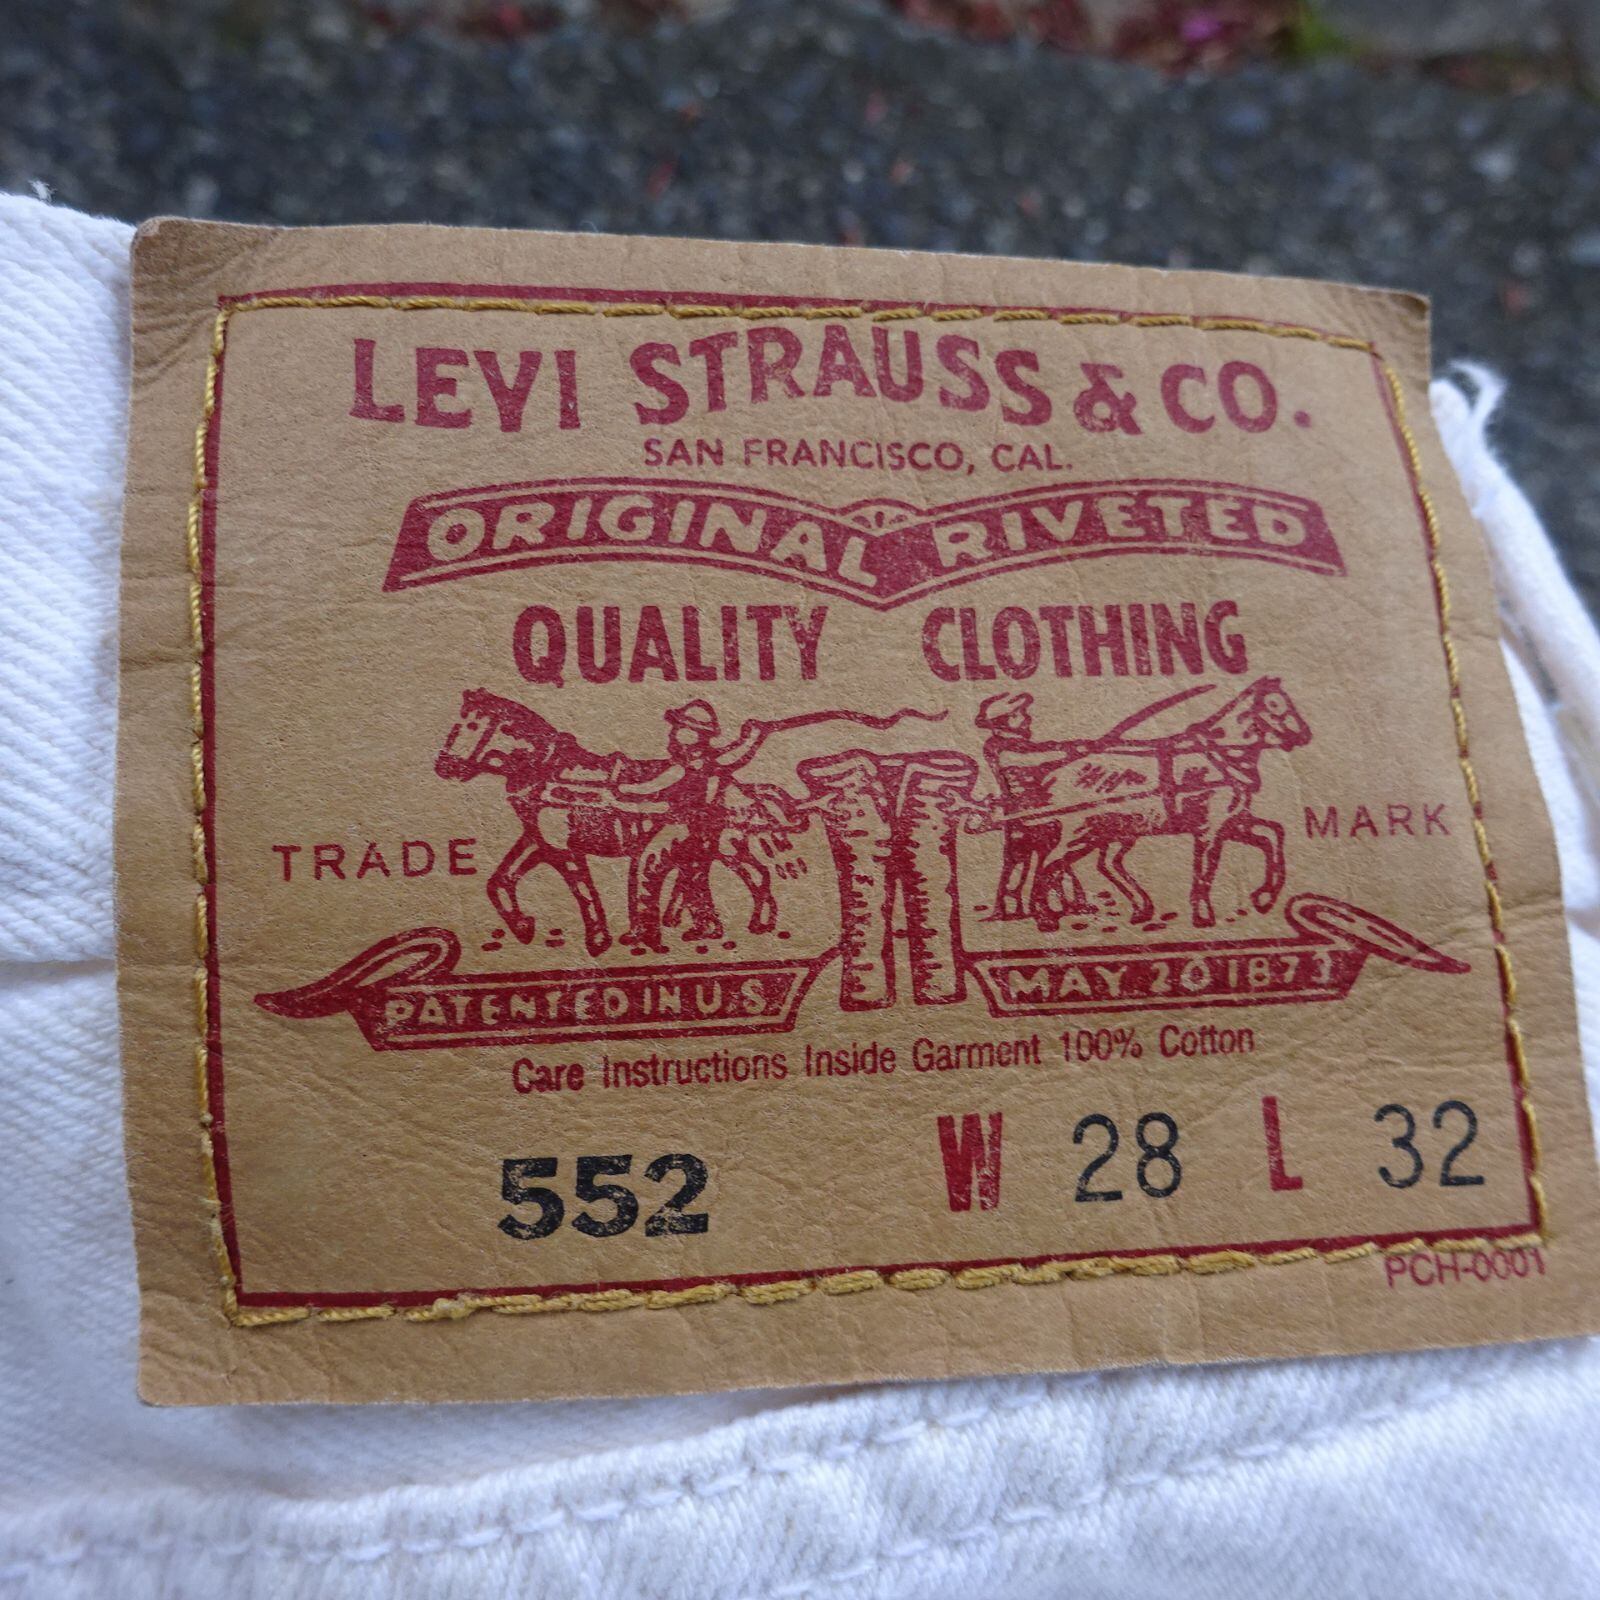 LEVI STRAUSS & CO.
SAN FRANCISCO, CAL.
ORIGINAL RIVETED
QUALITY CLOTHING
TRADE MARK
PATENTED IN U.S. MAY 20 1873
Care Instructions Inside Garment 100% Cotton
552 W 28 L 32
PCH-0001